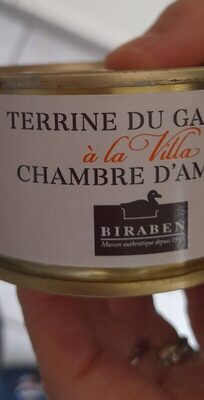 TERRINE DU GA
à la Villa
CHAMBRE D'AM
BIRABEN
Maison authentique depuis